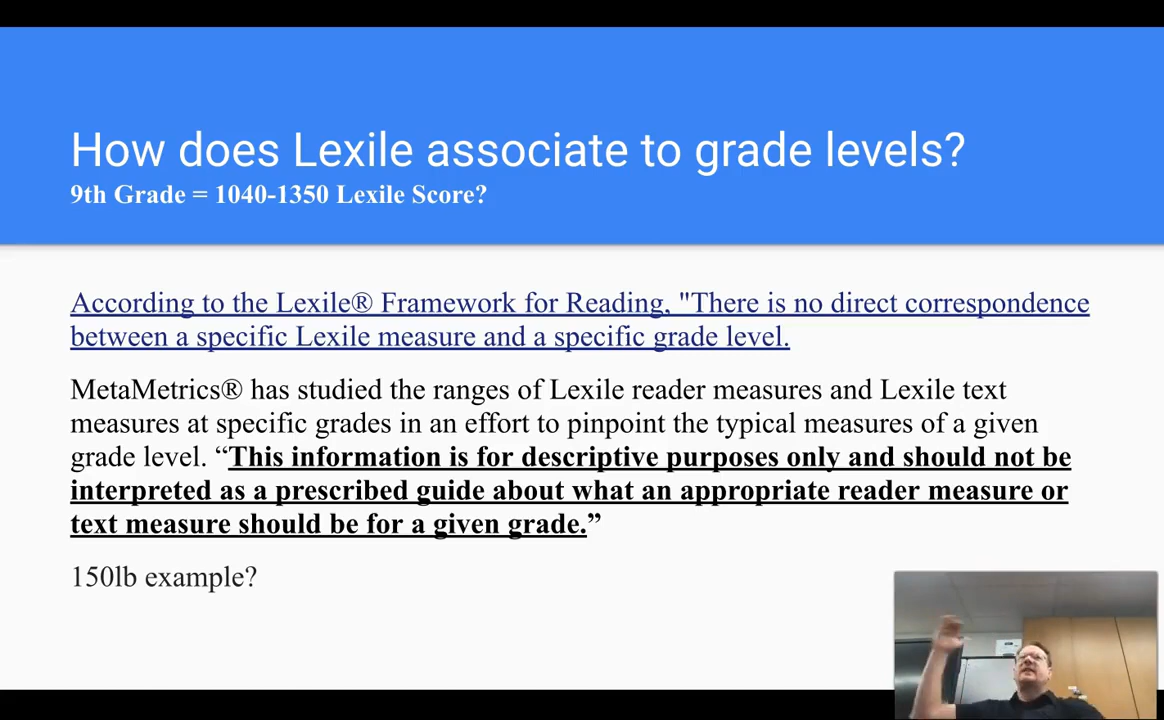 How does Lexile associate to grade levels?
9th Grade = 1040-1350 Lexile Score?
According to the Lexile® Framework for Reading, "There is no direct correspondence
between a specific Lexile measure and a specific grade level.
MetaMetrics® has studied the ranges of Lexile reader measures and Lexile text
measures at specific grades in an effort to pinpoint the typical measures of a given
grade level. “This information is for descriptive purposes only and should not be
interpreted as a prescribed guide about what an appropriate reader measure or
text measure should be for a given grade.”
150lb example?